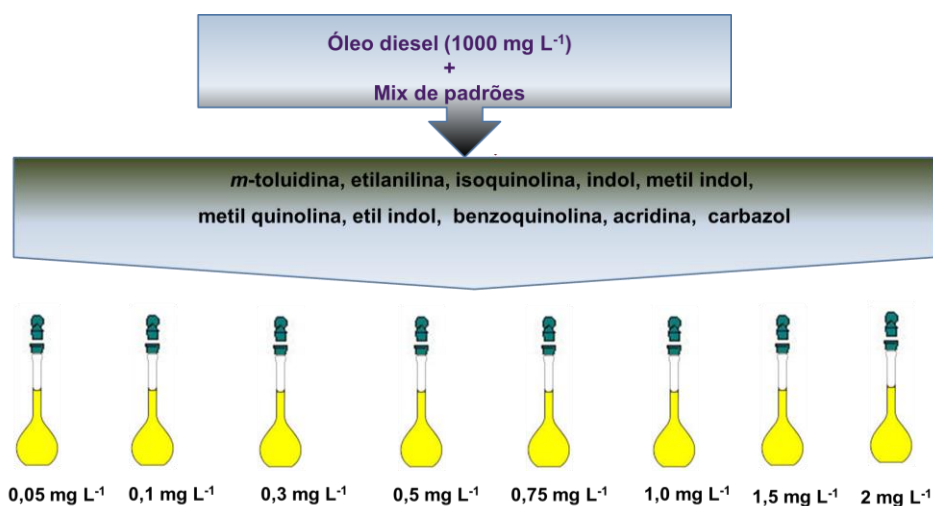 Óleo diesel (1000 mg L⁻¹)
+
Mix de padrões
m-toluidina, etilanilina, isoquinolina, indol, metil indol,
metil quinolina, etil indol, benzoquinolina, acridina, carbazol
0,05 mg L⁻¹ 0,1 mg L⁻¹ 0,3 mg L⁻¹ 0,5 mg L⁻¹ 0,75 mg L⁻¹ 1,0 mg L⁻¹ 1,5 mg L⁻¹ 2 mg L⁻¹